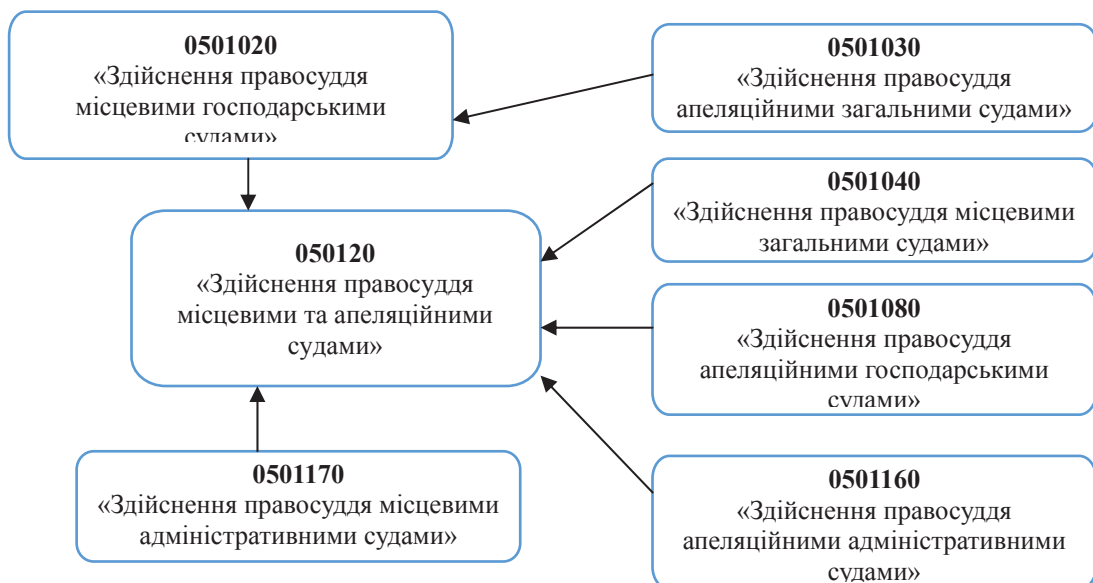 0501020
«Здійснення правосуддя
місцевими господарськими
судами»
0501030
«Здійснення правосуддя
апеляційними загальними судами»
0501040
«Здійснення правосуддя місцевими
загальними судами»
050120
«Здійснення правосуддя
місцевими та апеляційними
судами»
0501080
«Здійснення правосуддя
апеляційними господарськими
судами»
0501170
«Здійснення правосуддя місцевими
адміністративними судами»
0501160
«Здійснення правосуддя
апеляційними адміністративними
судами»